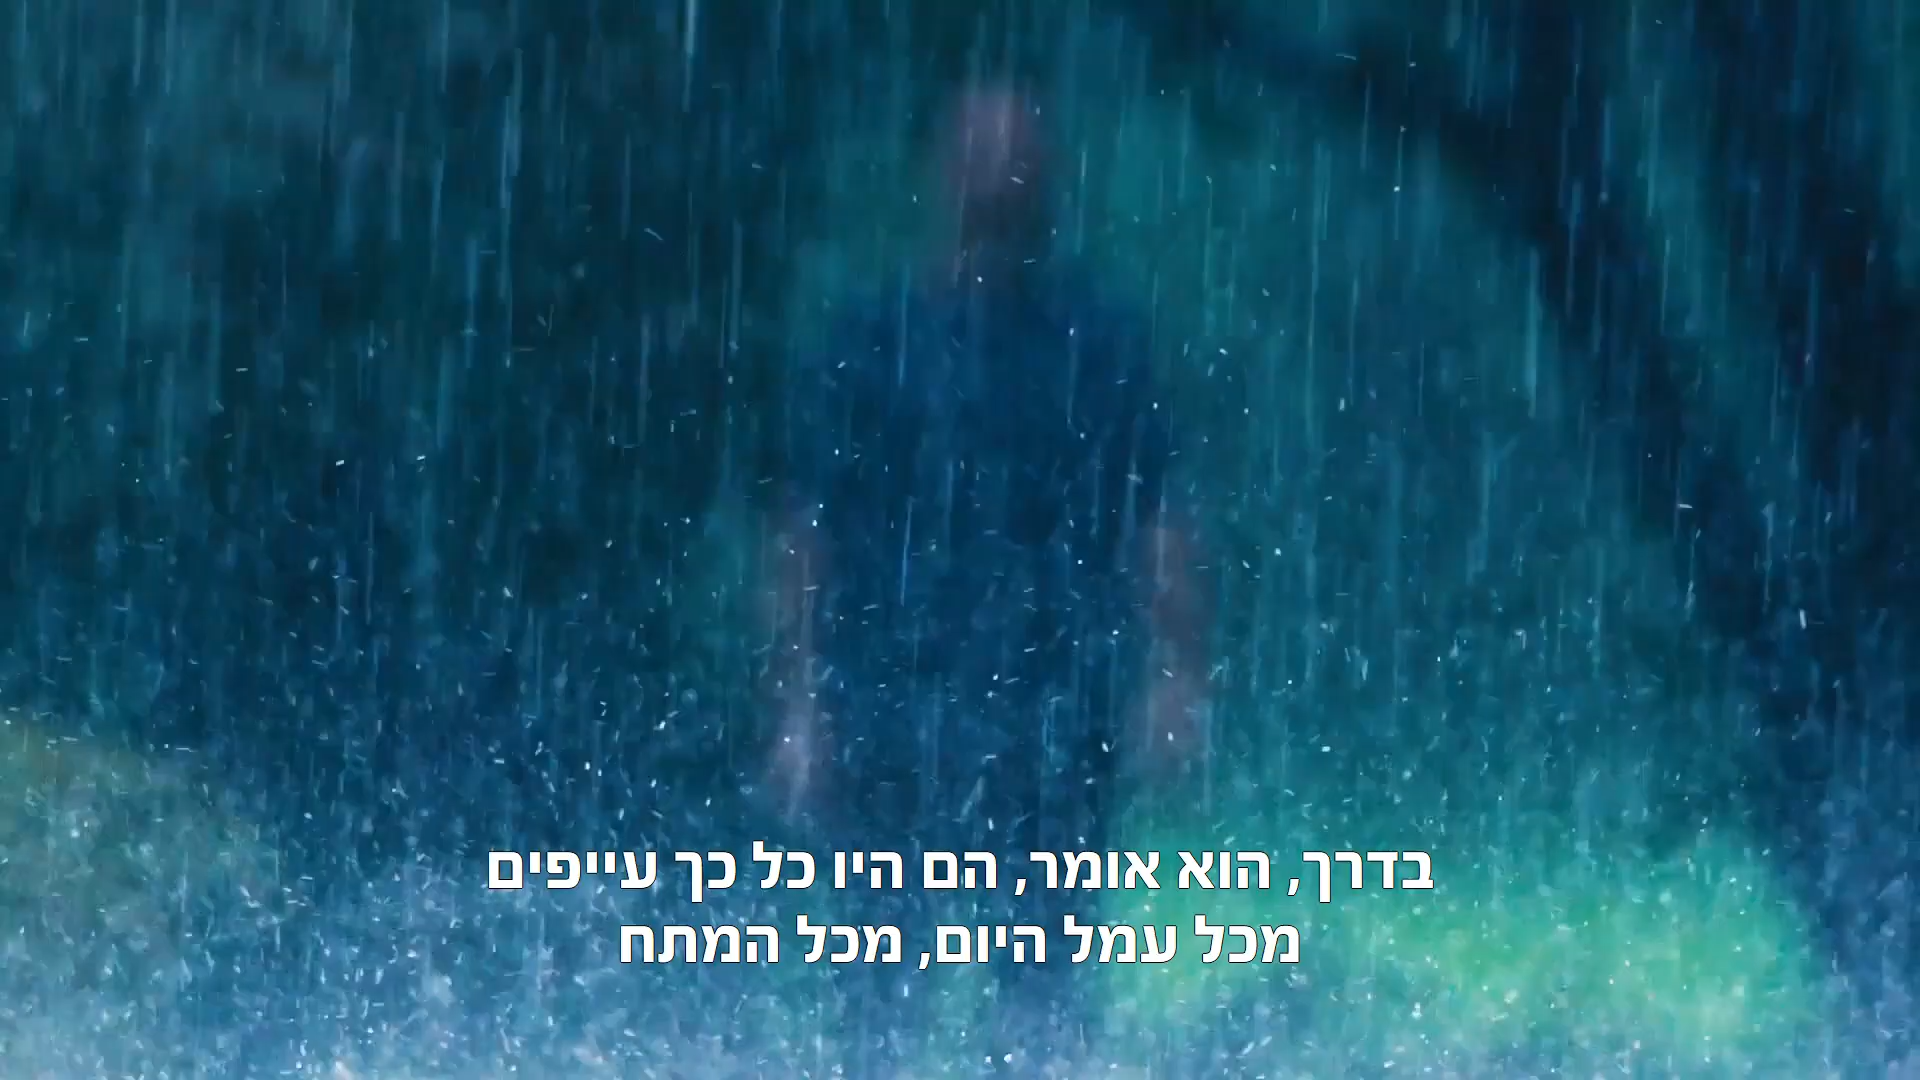 בדרך, הוא אומר, הם היו כל כך עייפים
מכל עמל היום, מכל המתח